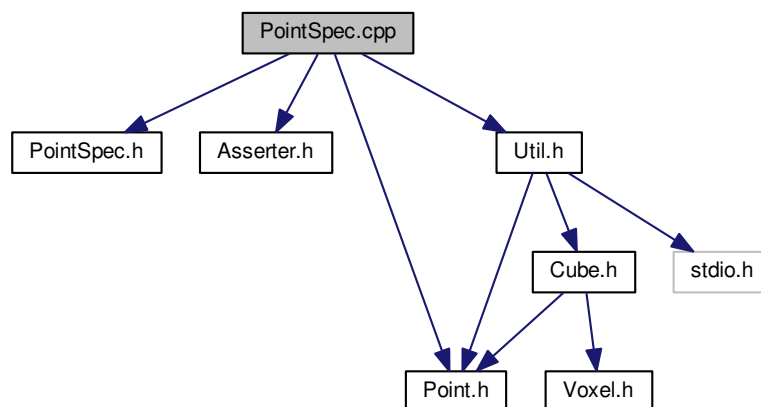 PointSpec.cpp
PointSpec.h
Asserter.h
Util.h
Cube.h
stdio.h
Point.h
Voxel.h